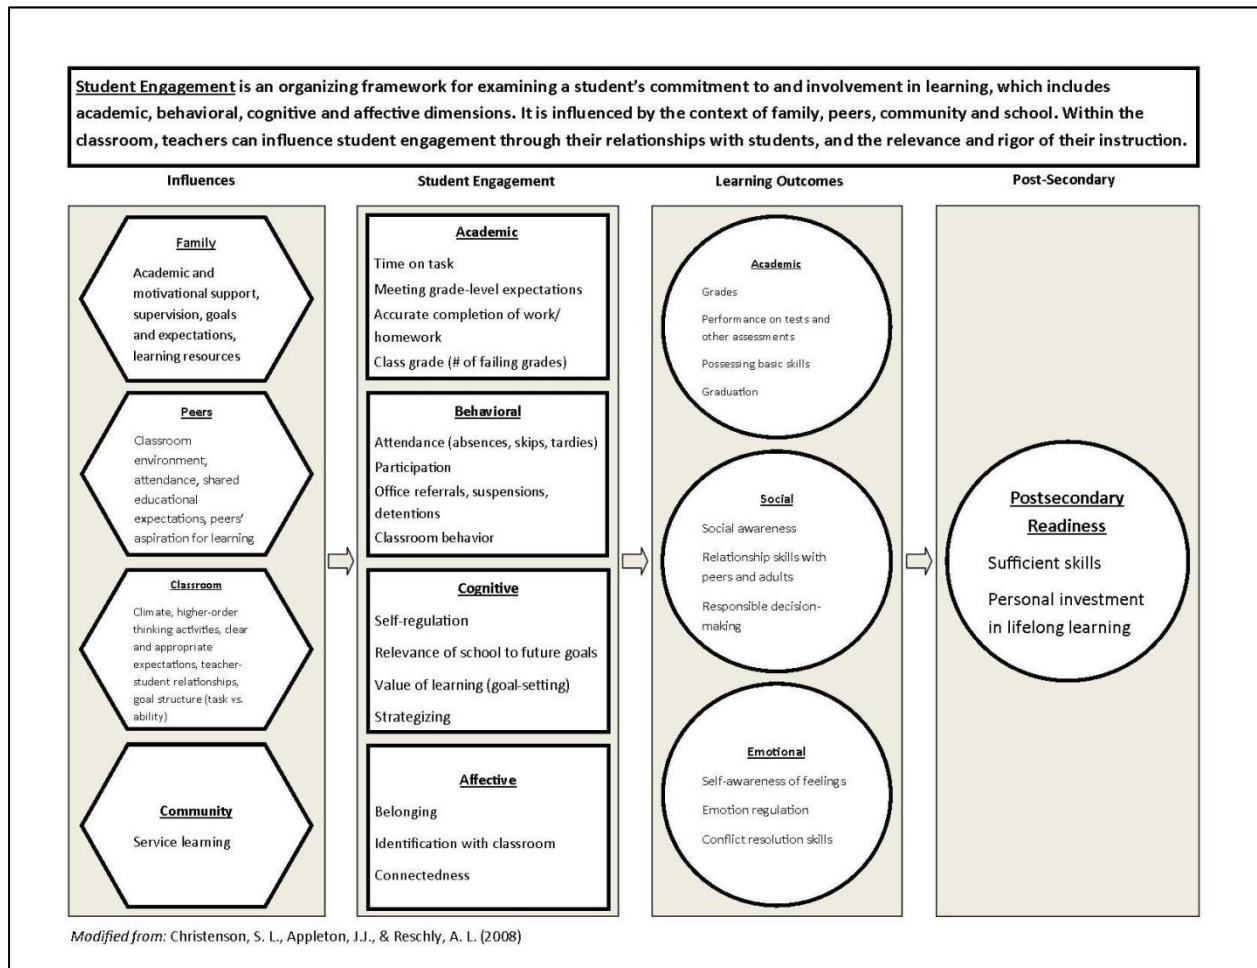 Student Engagement is an organizing framework for examining a student's commitment to and involvement in learning, which includes
academic, behavioral, cognitive and affective dimensions. It is influenced by the context of family, peers, community and school. Within the
classroom, teachers can influence student engagement through their relationships with students, and the relevance and rigor of their instruction.
Influences
Family
Academic and
motivational support,
supervision, goals
and expectations,
learning resources
Peers
Classroom
environment,
attendance, shared
educational
expectations, peers'
aspiration for learning
Classroom
Climate, higher-order
thinking activities, clear
and appropriate
expectations, teacher-
student relationships,
goal structure (task vs.
ability)
Community
Service learning
Student Engagement
Academic
Time on task
Meeting grade-level expectations
Accurate completion of work/
homework
Class grade (# of failing grades)
Behavioral
Attendance (absences, skips, tardies)
Participation
Office referrals, suspensions,
detentions
Classroom behavior
Cognitive
Self-regulation
Relevance of school to future goals
Value of learning (goal-setting)
Strategizing
Affective
Belonging
Identification with classroom
Connectedness
Learning Outcomes
Academic
Grades
Performance on tests and
other assessments
Possessing basic skills
Graduation
Social
Social awareness
Relationship skills with
peers and adults
Responsible decision-
making
Emotional
Self-awareness of feelings
Emotion regulation
Conflict resolution skills
Post-Secondary
Postsecondary
Readiness
Sufficient skills
Personal investment
in lifelong learning
Modified from: Christenson, S. L., Appleton, J.J., & Reschly, A. L. (2008)